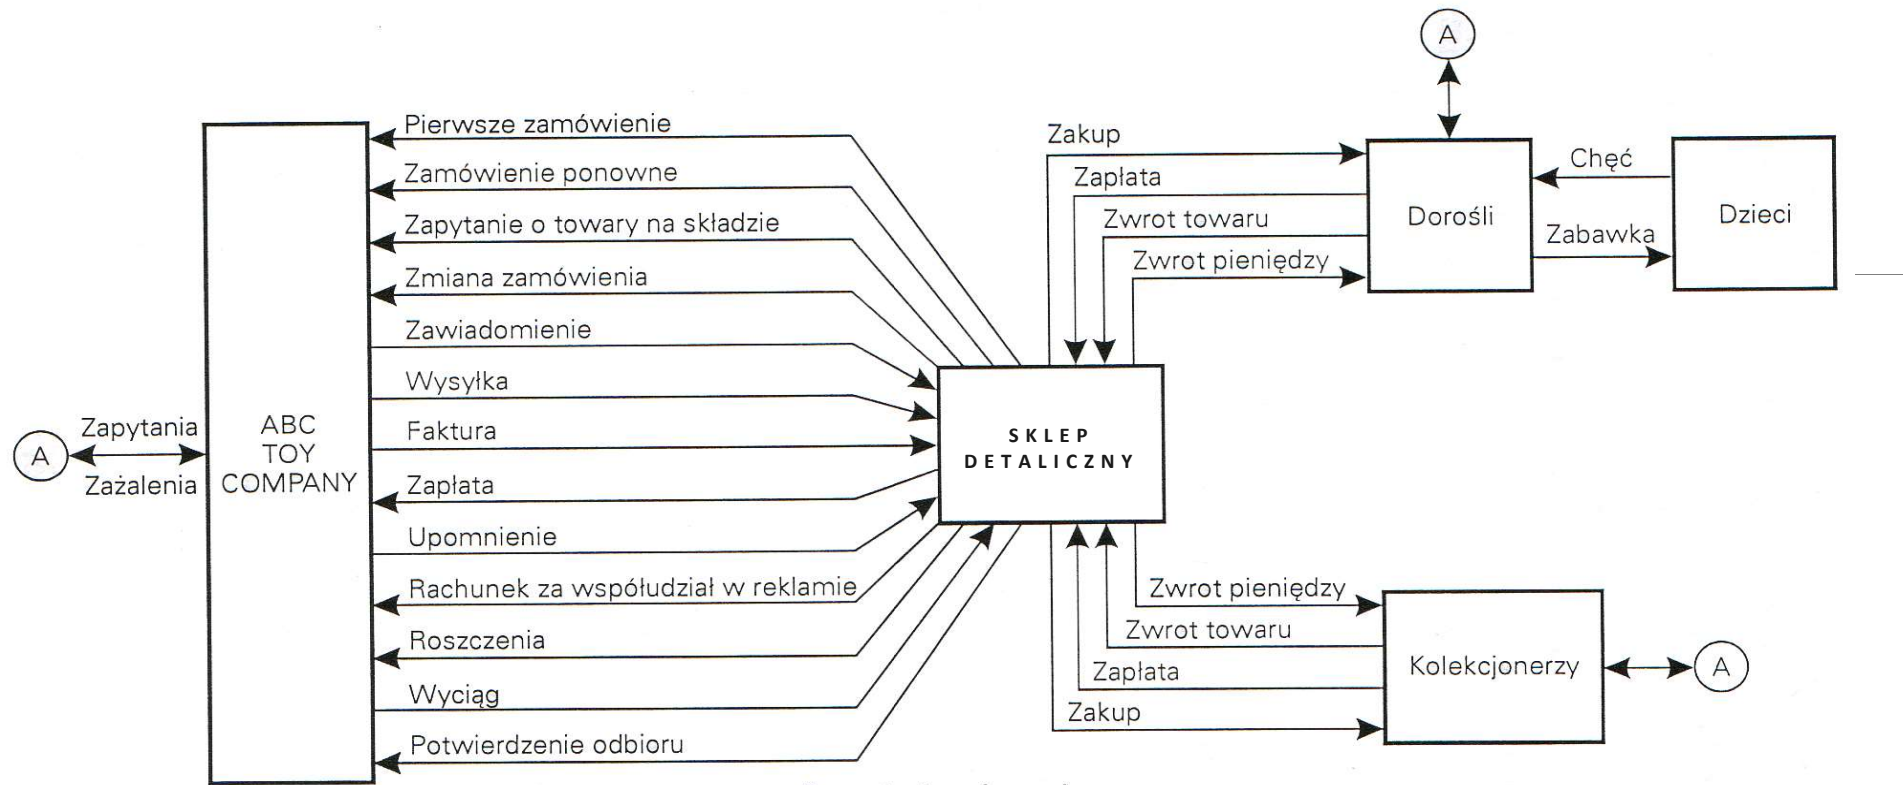 A
Zapytania
Zażalenia
ABC
TOY
COMPANY
Pierwsze zamówienie
Zamówienie ponowne
Zapytanie o towary na składzie
Zmiana zamówienia
Zawiadomienie
Wysyłka
Faktura
Zapłata
Upomnienie
Rachunek za współudział w reklamie
Roszczenia
Wyciąg
Potwierdzenie odbioru
SKLEP
DETALICZNY
Zakup
Zapłata
Zwrot towaru
Zwrot pieniędzy
A
Dorośli
Chęć
Zabawka
Dzieci
Zwrot pieniędzy
Zwrot towaru
Zapłata
Zakup
Kolekcjonerzy
A